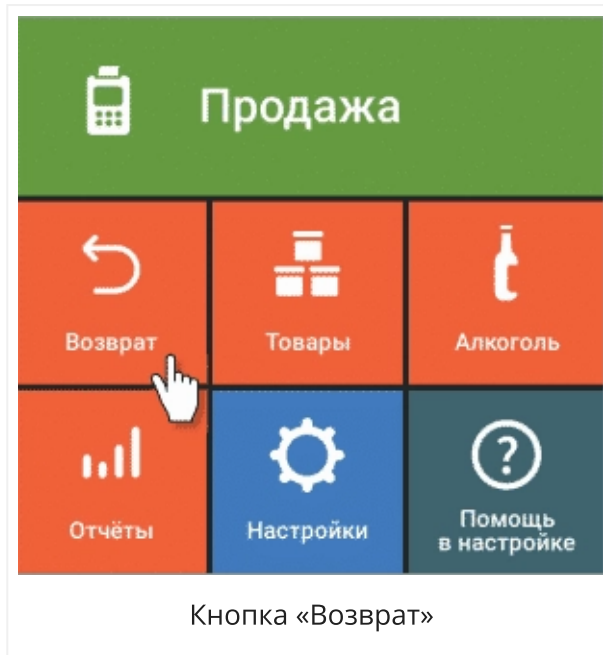 Продажа
Возврат
Товары
Алкоголь
Отчёты
Настройки
Помощь
в настройке
Кнопка «Возврат»